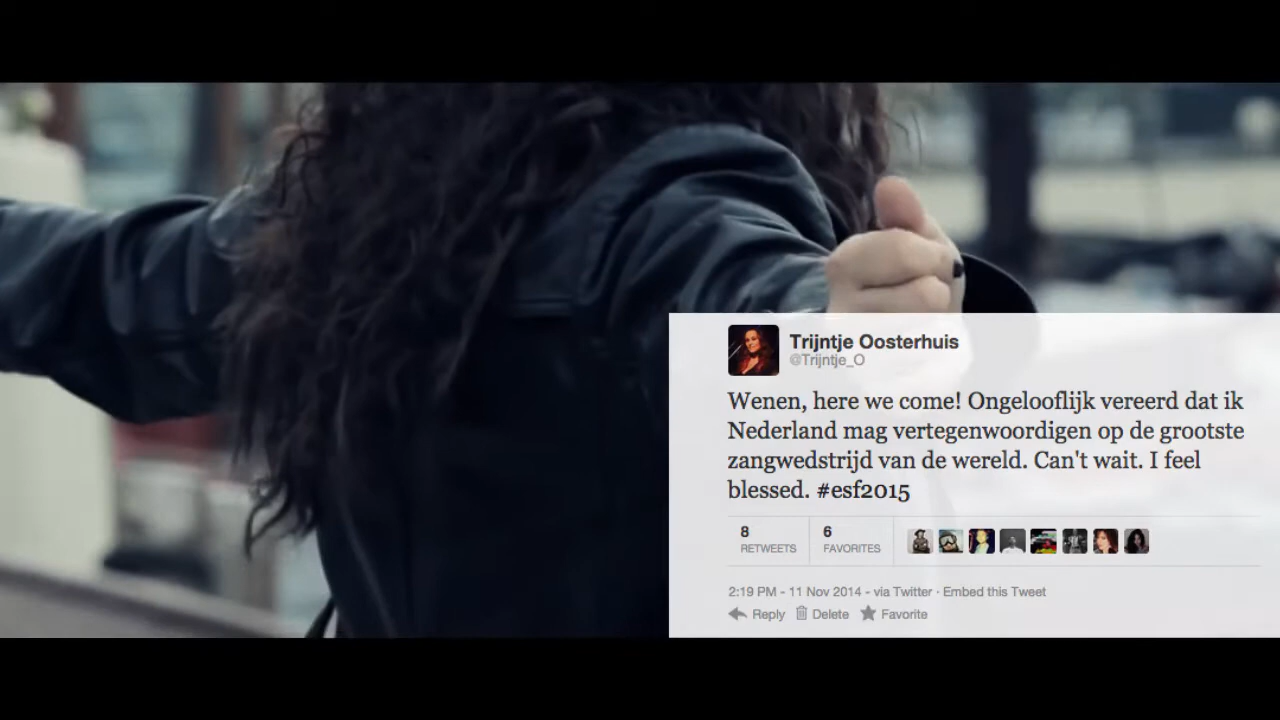 Trijntje Oosterhuis
@Trijntje_O
Wenen, here we come! Ongelooflijk vereerd dat ik
Nederland mag vertegenwoordigen op de grootste
zangwedstrijd van de wereld. Can't wait. I feel
blessed. #esf2015
8 RETWEETS 6 FAVORITES
2:19 PM - 11 Nov 2014 - via Twitter · Embed this Tweet
Reply Delete Favorite